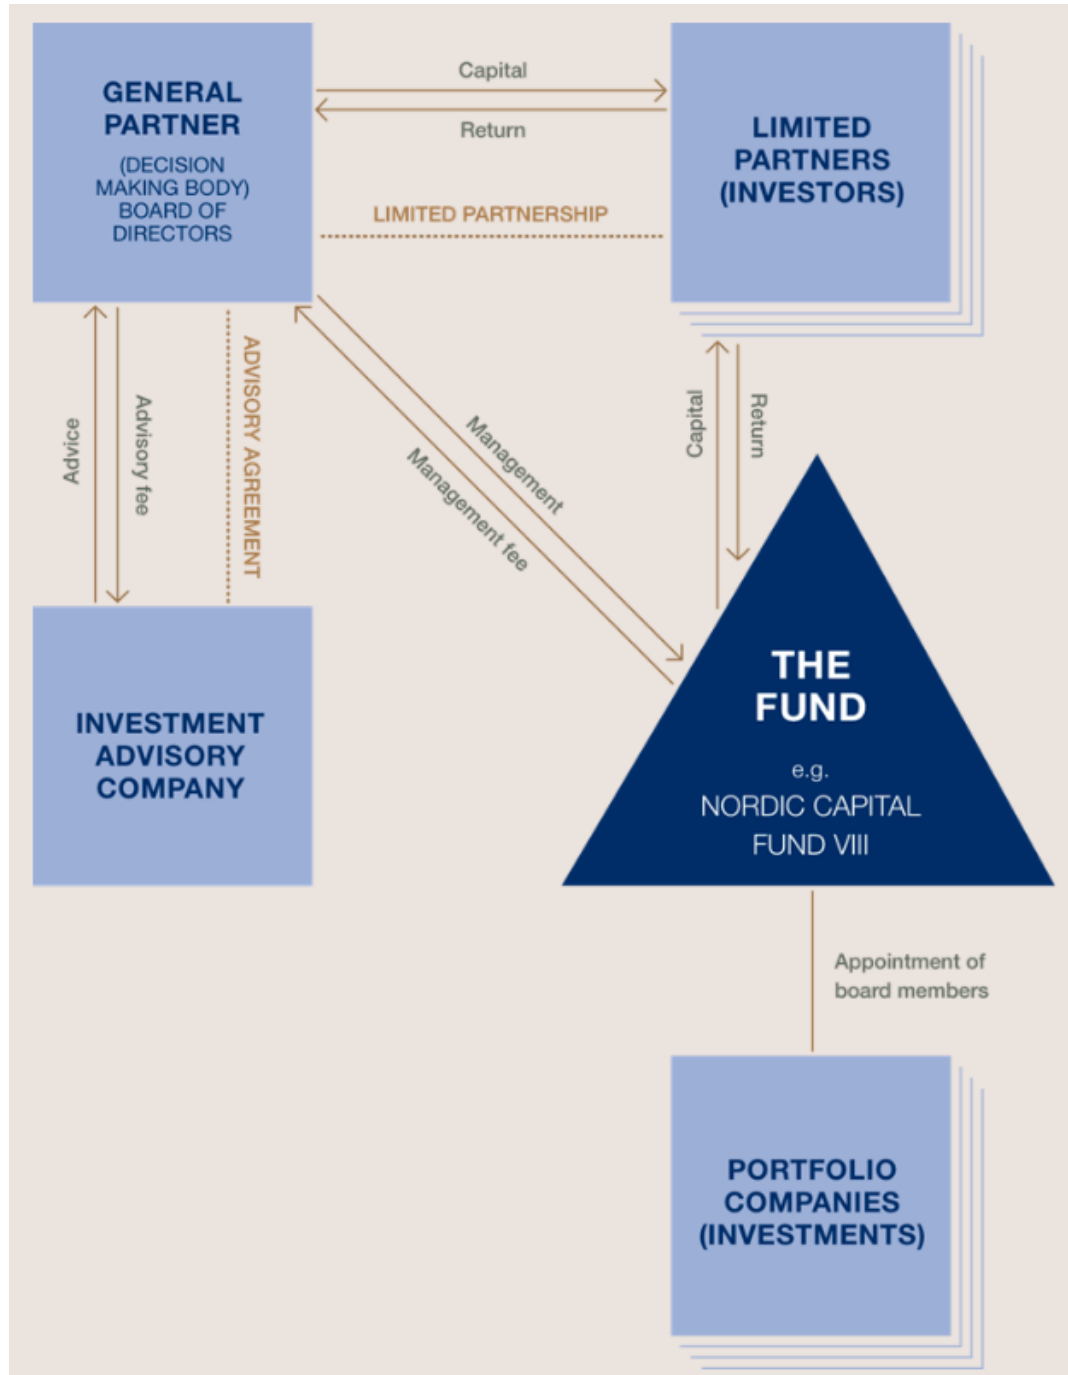 GENERAL
PARTNER
(DECISION
MAKING BODY)
BOARD OF
DIRECTORS
Capital
Return
LIMITED PARTNERSHIP
LIMITED
PARTNERS
(INVESTORS)
Advice
Advisory fee
ADVISORY AGREEMENT
Management
Management fee
Capital
Return
INVESTMENT
ADVISORY
COMPANY
THE
FUND
e.g.
NORDIC CAPITAL
FUND VIII
Appointment of
board members
PORTFOLIO
COMPANIES
(INVESTMENTS)